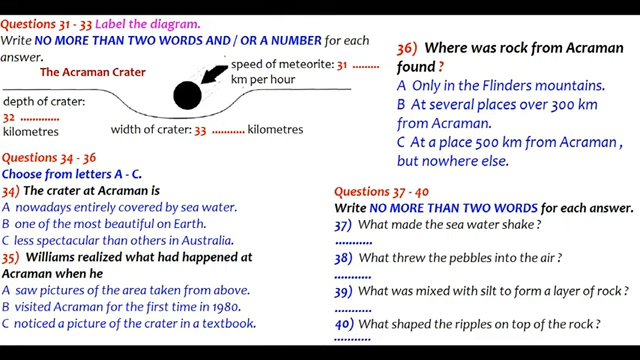 Questions 31 - 33 Label the diagram.
Write NO MORE THAN TWO WORDS AND / OR A NUMBER for each
answer.
The Acraman Crater
speed of meteorite: 31 .........
km per hour
depth of crater:
32 .............
kilometres
width of crater: 33 ........... kilometres
Questions 34 - 36
Choose from letters A - C.
34) The crater at Acraman is
A nowadays entirely covered by sea water.
B one of the most beautiful on Earth.
C less spectacular than others in Australia.
35) Williams realized what had happened at
Acraman when he
A saw pictures of the area taken from above.
B visited Acraman for the first time in 1980.
C noticed a picture of the crater in a textbook.
36) Where was rock from Acraman
found ?
A Only in the Flinders mountains.
B At several places over 300 km
from Acraman.
C At a place 500 km from Acraman ,
but nowhere else.
Questions 37 - 40
Write NO MORE THAN TWO WORDS for each answer.
37) What made the sea water shake ?
...........
38) What threw the pebbles into the air ?
...........
39) What was mixed with silt to form a layer of rock ?
...........
40) What shaped the ripples on top of the rock ?
...........